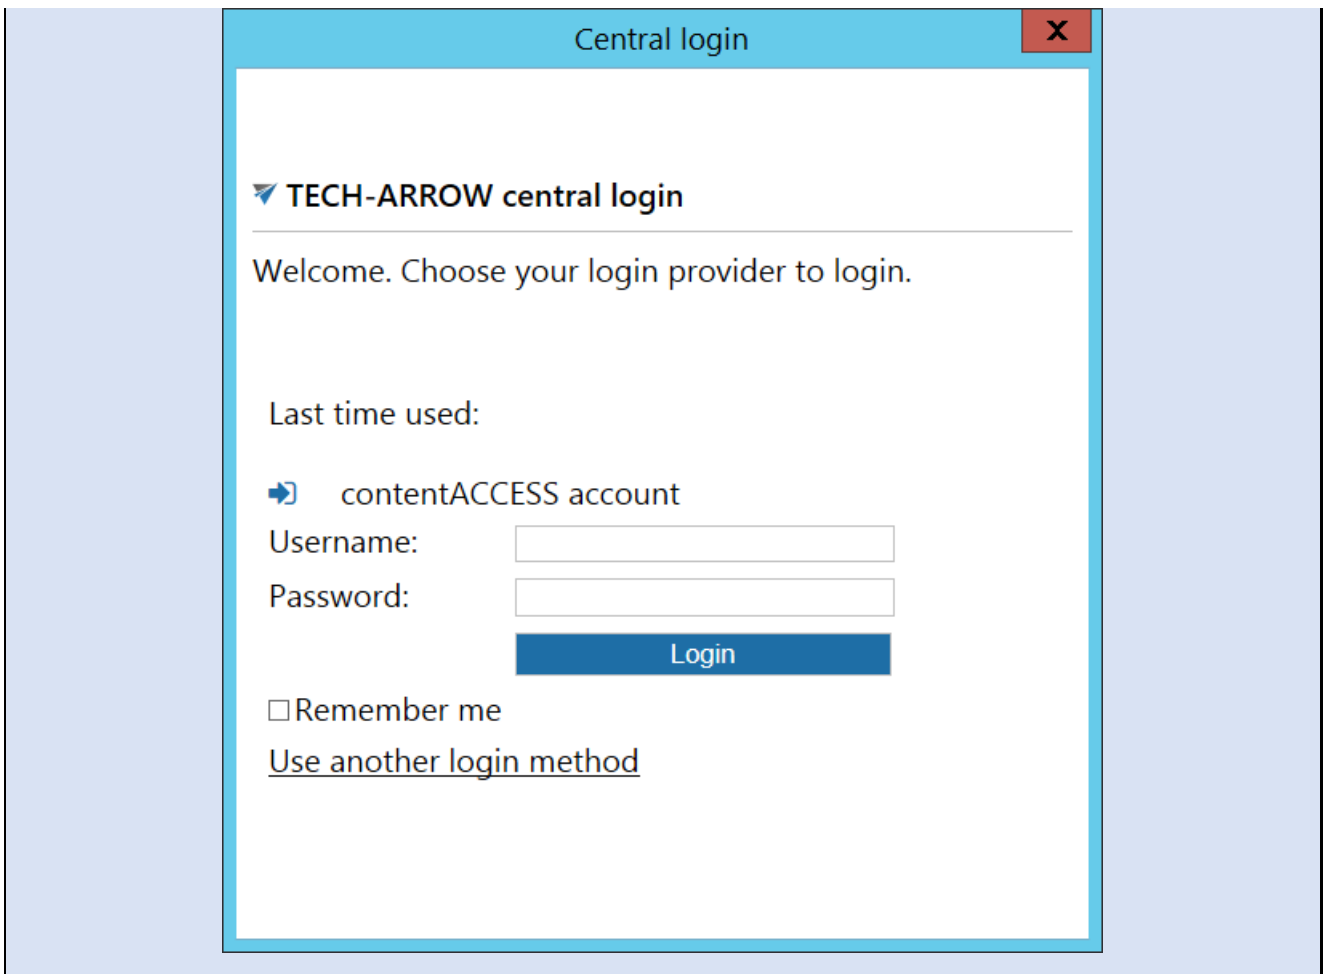 Central login
X
TECH-ARROW central login
Welcome. Choose your login provider to login.
Last time used:
contentACCESS account
Username:
Password:
Login
Remember me
Use another login method